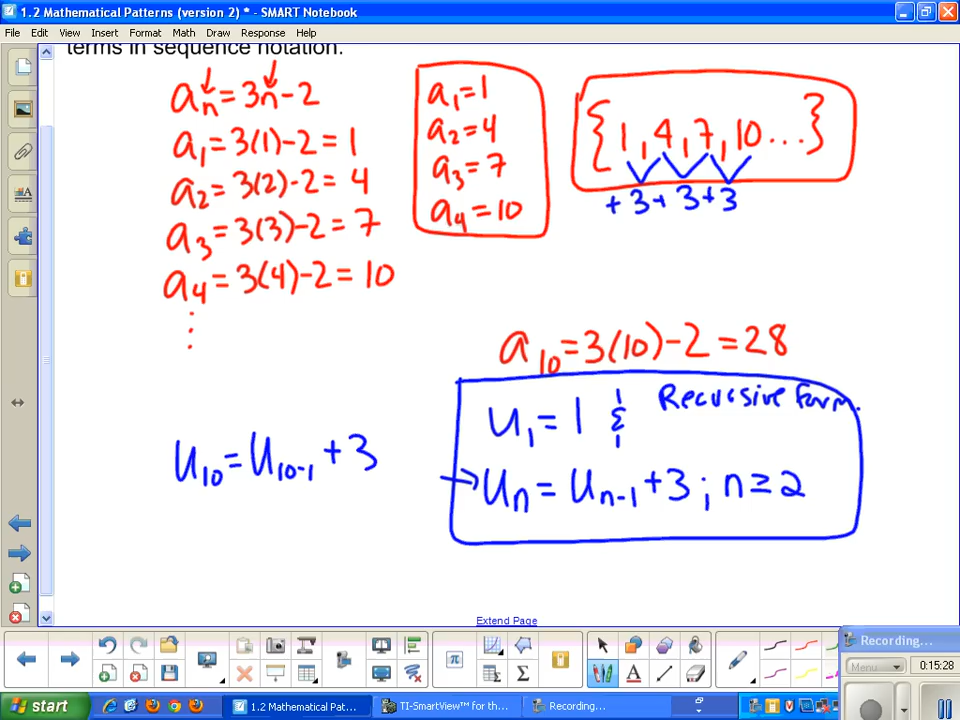 1.2 Mathematical Patterns (version 2) * - SMART Notebook
File Edit View Insert Format Math Draw Response Help
terms in sequence notation.
aₙ = 3n - 2
a₁ = 3(1) - 2 = 1
a₂ = 3(2) - 2 = 4
a₃ = 3(3) - 2 = 7
a₄ = 3(4) - 2 = 10
⋮
a₁ = 1
a₂ = 4
a₃ = 7
a₄ = 10
{1, 4, 7, 10 ...}
+3 +3 +3
a₁₀ = 3(10) - 2 = 28
Recursive form.
u₁ = 1 &
uₙ = uₙ₋₁ + 3 ; n ≥ 2
u₁₀ = u₁₀₋₁ + 3
Extend Page
π
Σ
A
Recording...
Menu
0:15:28
start
1.2 Mathematical Pat...
TI-SmartView™ for th...
Recording...